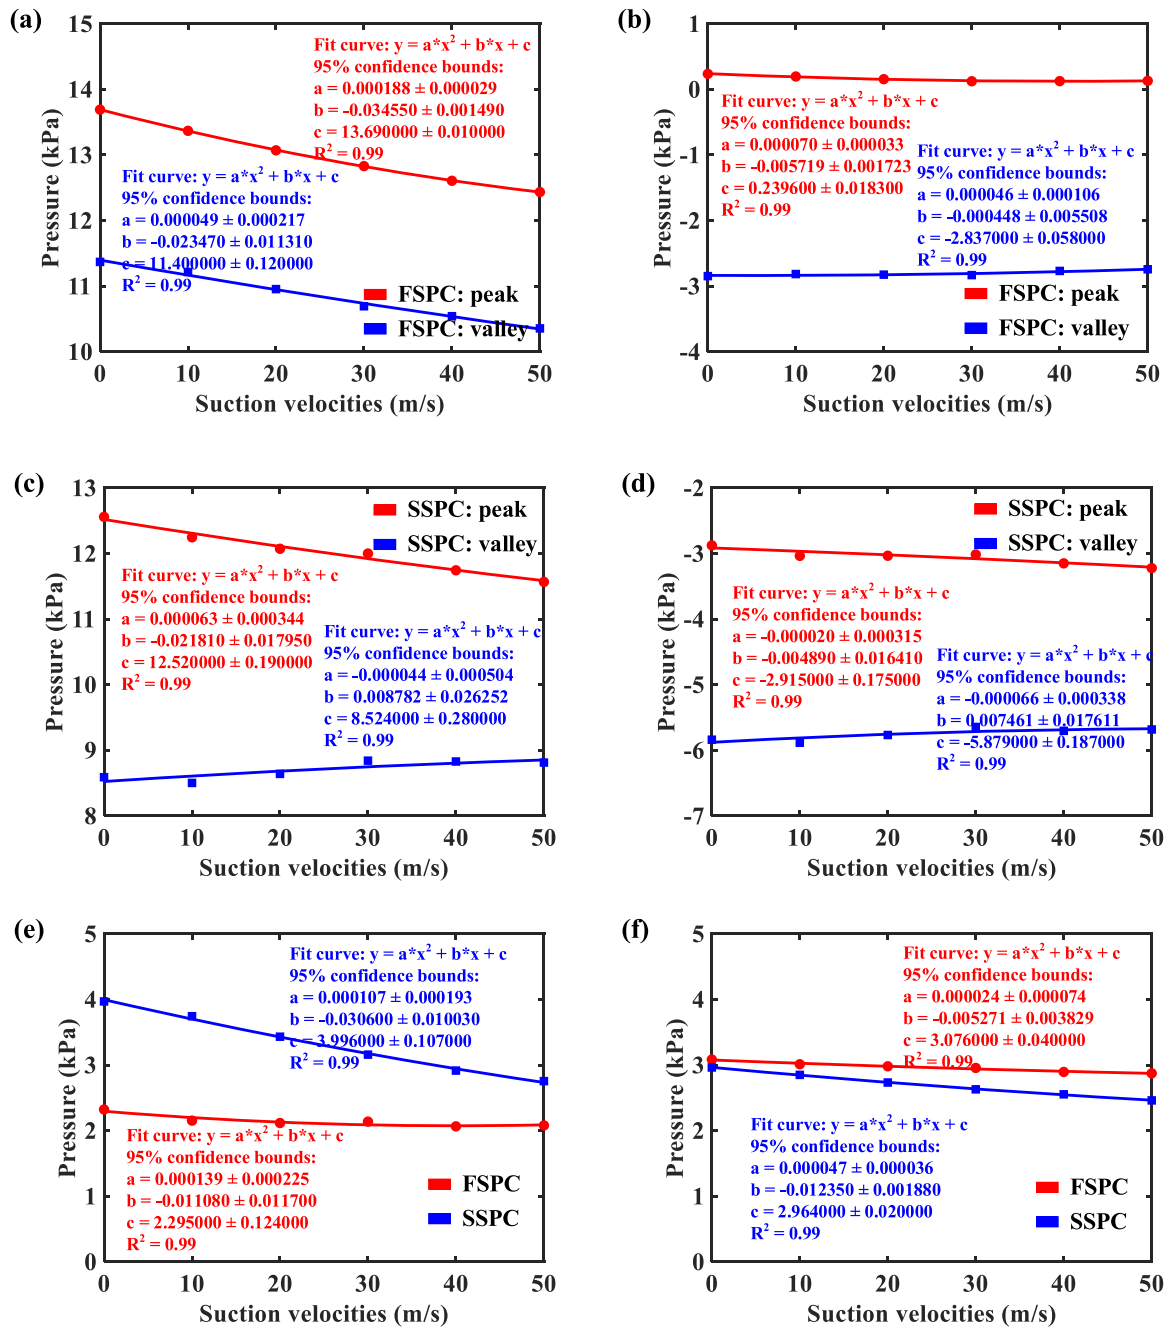 (a)
15
14
13
12
11
10
Pressure (kPa)
Fit curve: y = a*x² + b*x + c
95% confidence bounds:
a = 0.000188 ± 0.000029
b = -0.034550 ± 0.001490
c = 13.690000 ± 0.010000
R² = 0.99
Fit curve: y = a*x² + b*x + c
95% confidence bounds:
a = 0.000049 ± 0.000217
b = -0.023470 ± 0.011310
c = 11.400000 ± 0.120000
R² = 0.99
FSPC: peak
FSPC: valley
0 10 20 30 40 50
Suction velocities (m/s)
(b)
1
0
-1
-2
-3
-4
Pressure (kPa)
Fit curve: y = a*x² + b*x + c
95% confidence bounds:
a = 0.000070 ± 0.000033
b = -0.005719 ± 0.001723
c = 0.239600 ± 0.018300
R² = 0.99
Fit curve: y = a*x² + b*x + c
95% confidence bounds:
a = 0.000046 ± 0.000106
b = -0.000448 ± 0.005508
c = -2.837000 ± 0.058000
R² = 0.99
FSPC: peak
FSPC: valley
0 10 20 30 40 50
Suction velocities (m/s)
(c)
13
12
11
10
9
8
Pressure (kPa)
SSPC: peak
SSPC: valley
Fit curve: y = a*x² + b*x + c
95% confidence bounds:
a = 0.000063 ± 0.000344
b = -0.021810 ± 0.017950
c = 12.520000 ± 0.190000
R² = 0.99
Fit curve: y = a*x² + b*x + c
95% confidence bounds:
a = -0.000044 ± 0.000504
b = 0.008782 ± 0.026252
c = 8.524000 ± 0.280000
R² = 0.99
0 10 20 30 40 50
Suction velocities (m/s)
(d)
-2
-3
-4
-5
-6
-7
Pressure (kPa)
SSPC: peak
SSPC: valley
Fit curve: y = a*x² + b*x + c
95% confidence bounds:
a = -0.000020 ± 0.000315
b = -0.004890 ± 0.016410
c = -2.915000 ± 0.175000
R² = 0.99
Fit curve: y = a*x² + b*x + c
95% confidence bounds:
a = -0.000066 ± 0.000338
b = 0.007461 ± 0.017611
c = -5.879000 ± 0.187000
R² = 0.99
0 10 20 30 40 50
Suction velocities (m/s)
(e)
5
4
3
2
1
0
Pressure (kPa)
Fit curve: y = a*x² + b*x + c
95% confidence bounds:
a = 0.000107 ± 0.000193
b = -0.030600 ± 0.010030
c = 3.996000 ± 0.107000
R² = 0.99
Fit curve: y = a*x² + b*x + c
95% confidence bounds:
a = 0.000139 ± 0.000225
b = -0.011080 ± 0.011700
c = 2.295000 ± 0.124000
R² = 0.99
FSPC
SSPC
0 10 20 30 40 50
Suction velocities (m/s)
(f)
5
4
3
2
1
0
Pressure (kPa)
Fit curve: y = a*x² + b*x + c
95% confidence bounds:
a = 0.000024 ± 0.000074
b = -0.005271 ± 0.003829
c = 3.076000 ± 0.040000
R² = 0.99
Fit curve: y = a*x² + b*x + c
95% confidence bounds:
a = 0.000047 ± 0.000036
b = -0.012350 ± 0.001880
c = 2.964000 ± 0.020000
R² = 0.99
FSPC
SSPC
0 10 20 30 40 50
Suction velocities (m/s)